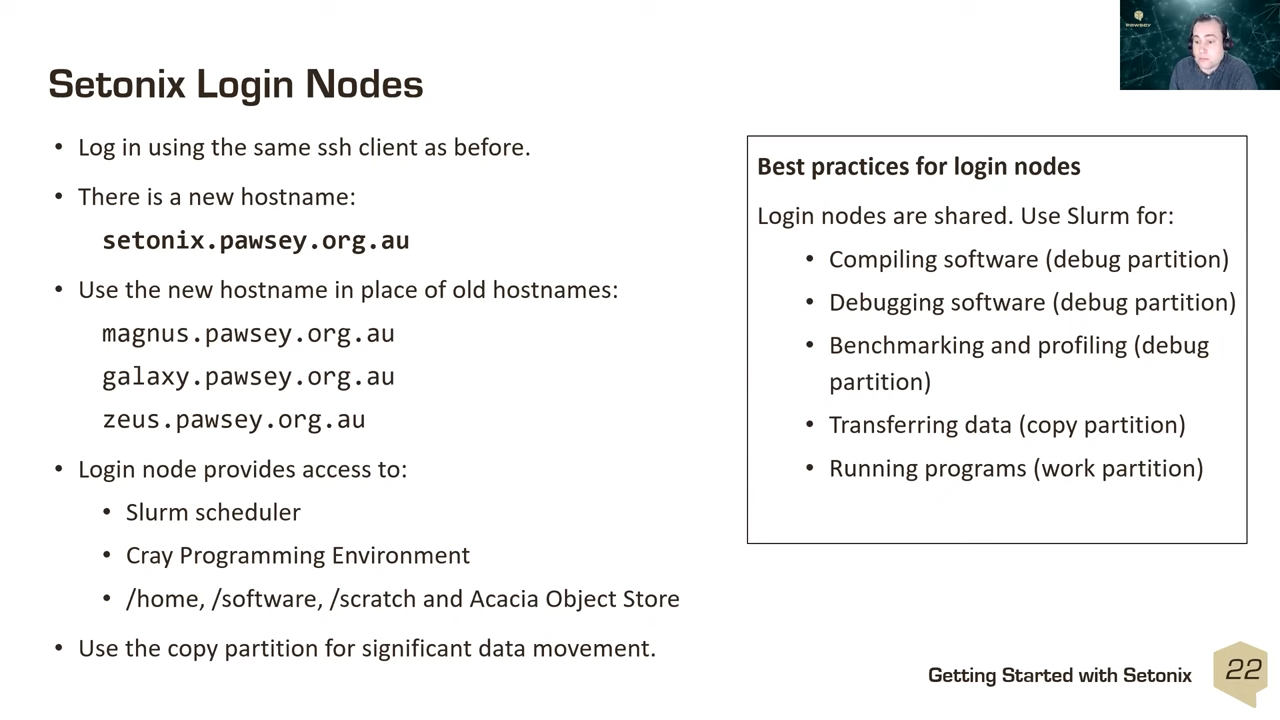 Setonix Login Nodes
• Log in using the same ssh client as before.
• There is a new hostname:
setonix.pawsey.org.au
• Use the new hostname in place of old hostnames:
magnus.pawsey.org.au
galaxy.pawsey.org.au
zeus.pawsey.org.au
• Login node provides access to:
• Slurm scheduler
• Cray Programming Environment
• /home, /software, /scratch and Acacia Object Store
• Use the copy partition for significant data movement.
Best practices for login nodes
Login nodes are shared. Use Slurm for:
• Compiling software (debug partition)
• Debugging software (debug partition)
• Benchmarking and profiling (debug
partition)
• Transferring data (copy partition)
• Running programs (work partition)
Getting Started with Setonix
22
PAWSEY